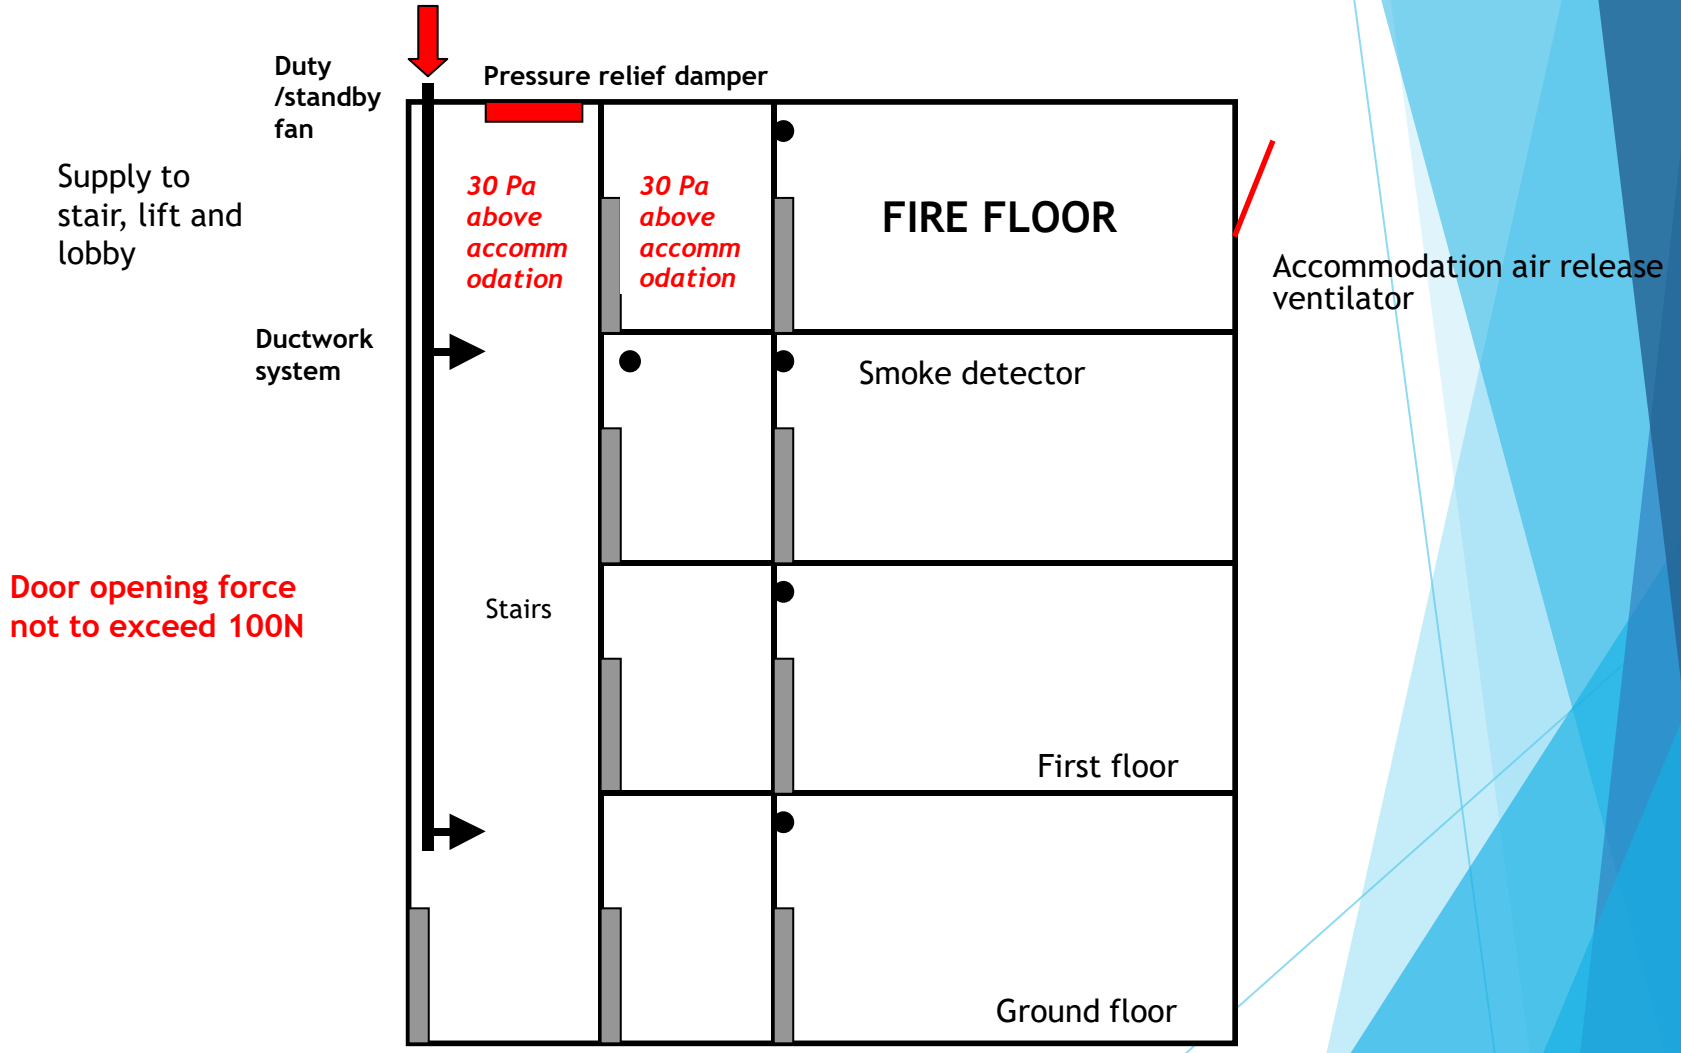 Duty
/standby
fan
Pressure relief damper
Supply to
stair, lift and
lobby
30 Pa
above
accomm
odation
30 Pa
above
accomm
odation
FIRE FLOOR
Accommodation air release
ventilator
Ductwork
system
Smoke detector
Door opening force
not to exceed 100N
Stairs
First floor
Ground floor